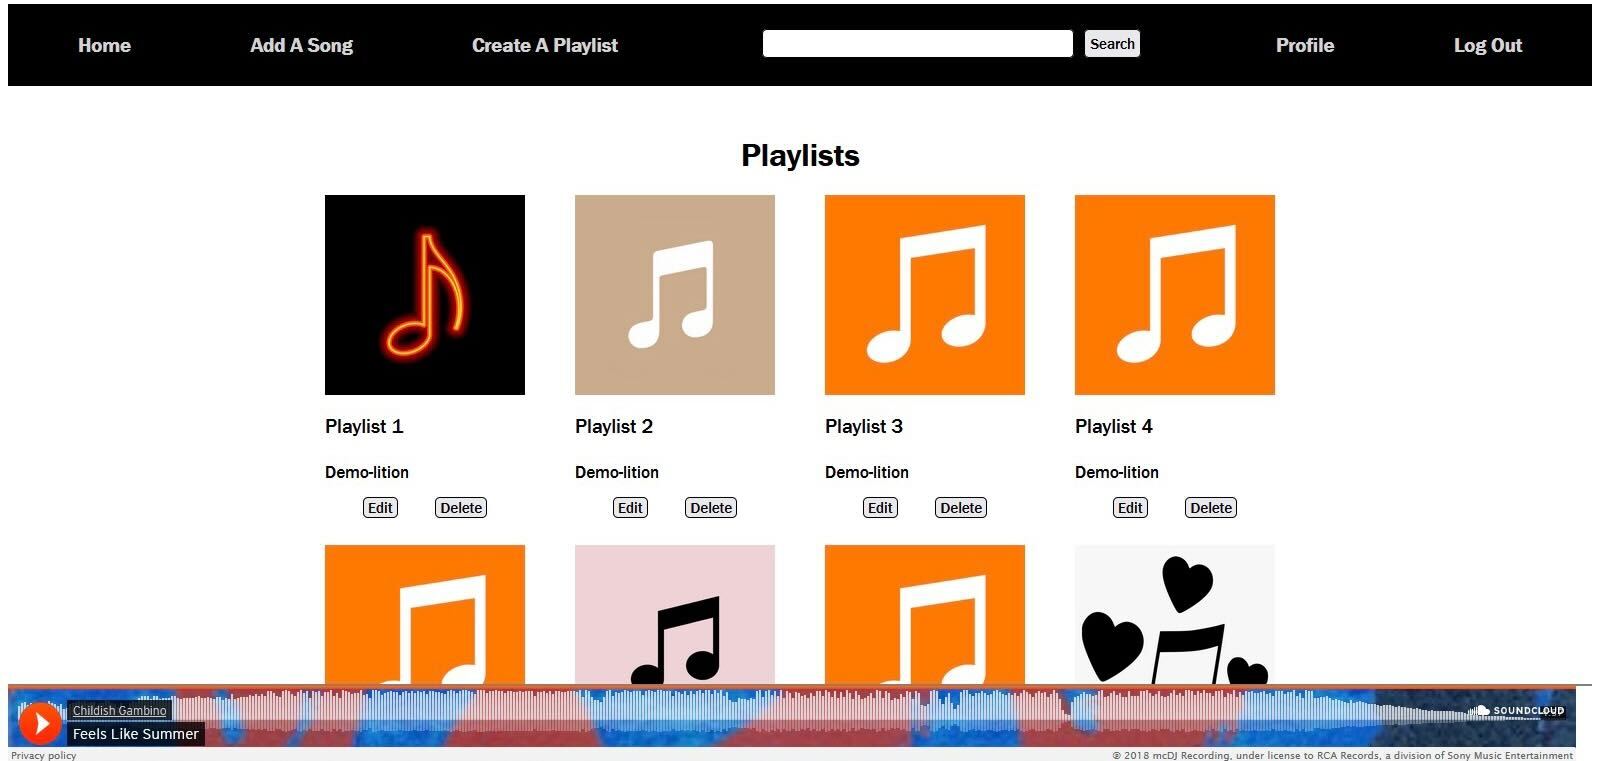 Home Add A Song Create A Playlist Search Profile Log Out
Playlists
Playlist 1 Playlist 2 Playlist 3 Playlist 4
Demo-lition Demo-lition Demo-lition Demo-lition
Edit Delete Edit Delete Edit Delete Edit Delete
Childish Gambino
SOUNDCLOUD
Feels Like Summer
Privacy policy
℗ 2018 mcDJ Recording, under license to RCA Records, a division of Sony Music Entertainment